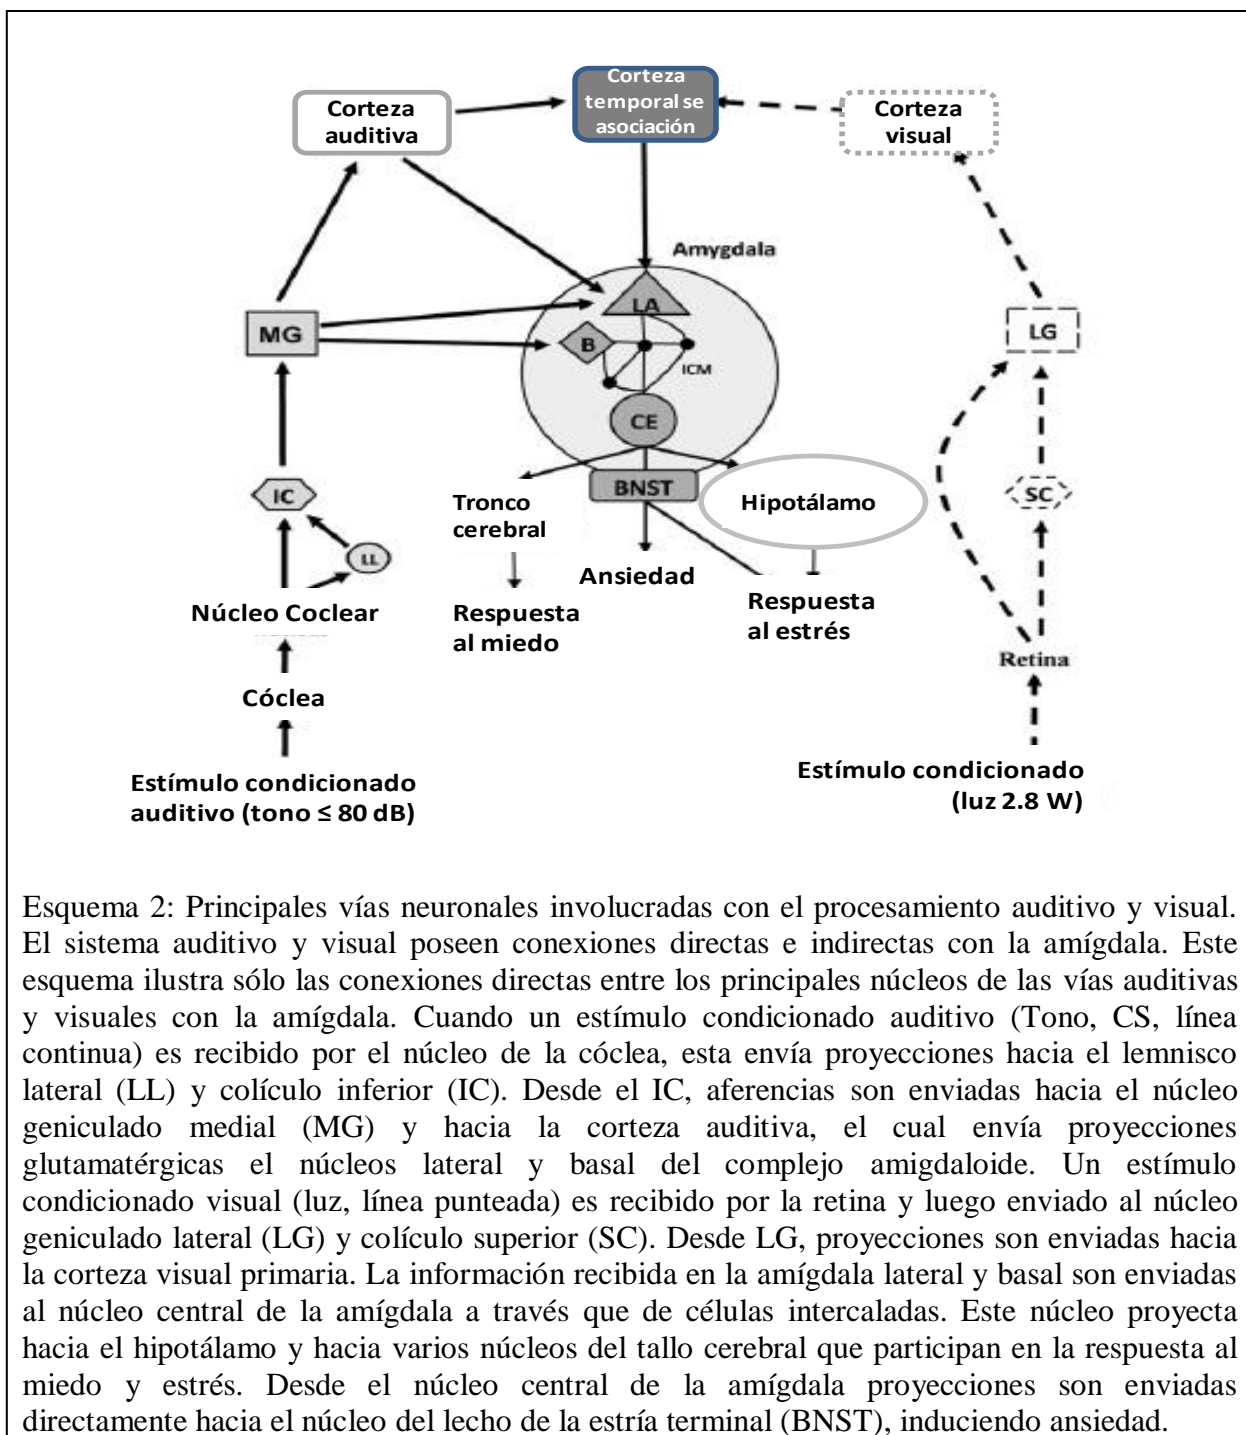 Corteza
temporal se
asociación
Corteza
auditiva
Corteza
visual
Amygdala
LA
MG
B
LG
ICM
CE
IC
BNST
SC
Tronco
cerebral
Hipotálamo
LL
Ansiedad
Núcleo Coclear
Respuesta
al miedo
Respuesta
al estrés
Retina
Cóclea
Estímulo condicionado
auditivo (tono ≤ 80 dB)
Estímulo condicionado
(luz 2.8 W)
Esquema 2: Principales vías neuronales involucradas con el procesamiento auditivo y visual.
El sistema auditivo y visual poseen conexiones directas e indirectas con la amígdala. Este
esquema ilustra sólo las conexiones directas entre los principales núcleos de las vías auditivas
y visuales con la amígdala. Cuando un estímulo condicionado auditivo (Tono, CS, línea
continua) es recibido por el núcleo de la cóclea, esta envía proyecciones hacia el lemnisco
lateral (LL) y colículo inferior (IC). Desde el IC, aferencias son enviadas hacia el núcleo
geniculado medial (MG) y hacia la corteza auditiva, el cual envía proyecciones
glutamatérgicas el núcleos lateral y basal del complejo amigdaloide. Un estímulo
condicionado visual (luz, línea punteada) es recibido por la retina y luego enviado al núcleo
geniculado lateral (LG) y colículo superior (SC). Desde LG, proyecciones son enviadas hacia
la corteza visual primaria. La información recibida en la amígdala lateral y basal son enviadas
al núcleo central de la amígdala a través que de células intercaladas. Este núcleo proyecta
hacia el hipotálamo y hacia varios núcleos del tallo cerebral que participan en la respuesta al
miedo y estrés. Desde el núcleo central de la amígdala proyecciones son enviadas
directamente hacia el núcleo del lecho de la estría terminal (BNST), induciendo ansiedad.